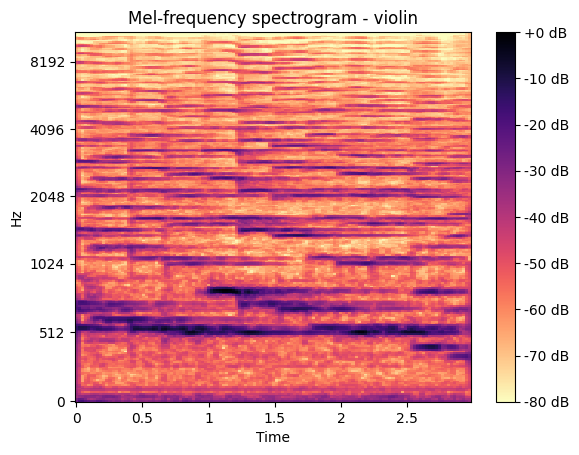 Mel-frequency spectrogram - violin
8192
4096
2048
1024
512
0
Hz
0
0.5
1
1.5
2
2.5
Time
+0 dB
-10 dB
-20 dB
-30 dB
-40 dB
-50 dB
-60 dB
-70 dB
-80 dB